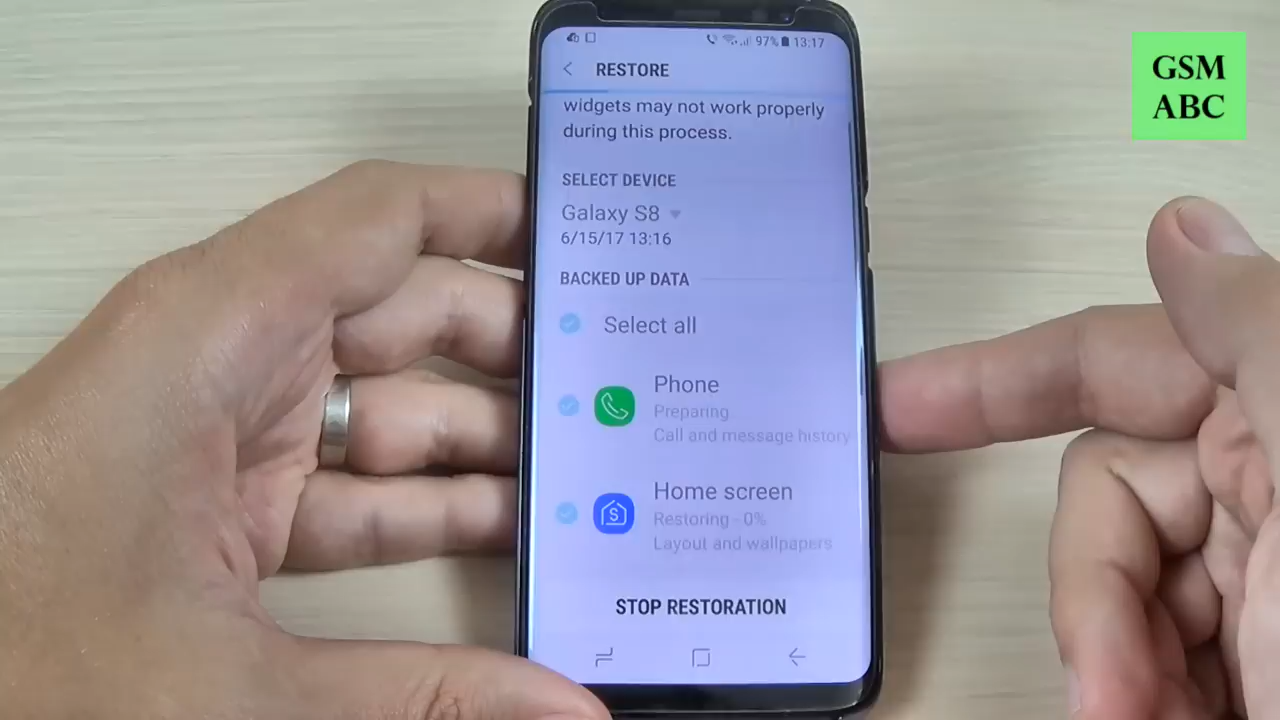 97% 13:17
RESTORE
widgets may not work properly
during this process.
SELECT DEVICE
Galaxy S8
6/15/17 13:16
BACKED UP DATA
Select all
Phone
Preparing
Call and message history
Home screen
Restoring - 0%
Layout and wallpapers
STOP RESTORATION
GSM
ABC